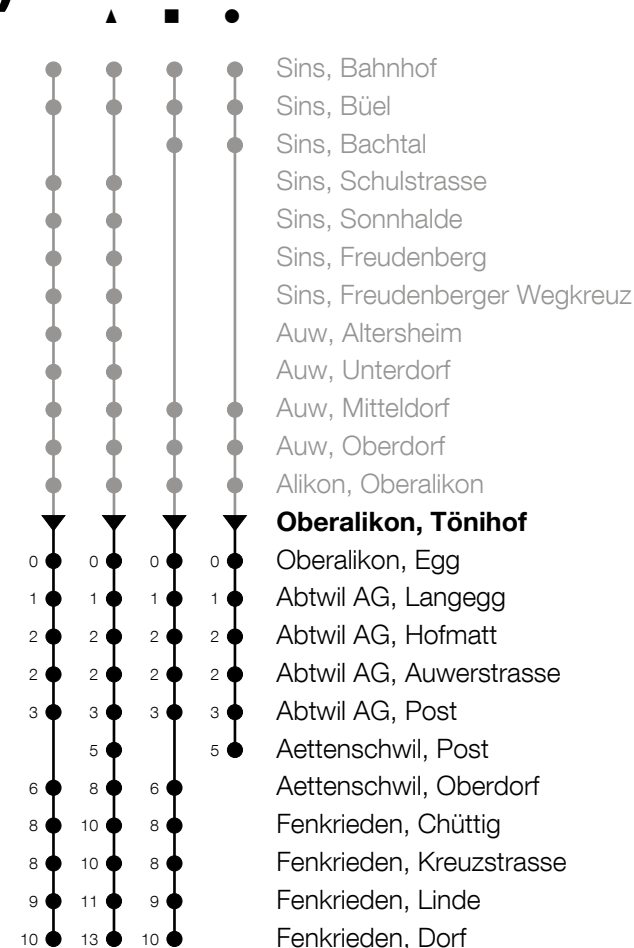 ▲ ■ ●
Sins, Bahnhof
Sins, Büel
Sins, Bachtal
Sins, Schulstrasse
Sins, Sonnhalde
Sins, Freudenberg
Sins, Freudenberger Wegkreuz
Auw, Altersheim
Auw, Unterdorf
Auw, Mitteldorf
Auw, Oberdorf
Alikon, Oberalikon
Oberalikon, Tönihof
0 0 0 0 Oberalikon, Egg
1 1 1 1 Abtwil AG, Langegg
2 2 2 2 Abtwil AG, Hofmatt
2 2 2 2 Abtwil AG, Auwerstrasse
3 3 3 3 Abtwil AG, Post
5 5 Aettenschwil, Post
6 8 6 Aettenschwil, Oberdorf
8 10 8 Fenkrieden, Chüttig
8 10 8 Fenkrieden, Kreuzstrasse
9 11 9 Fenkrieden, Linde
10 13 10 Fenkrieden, Dorf